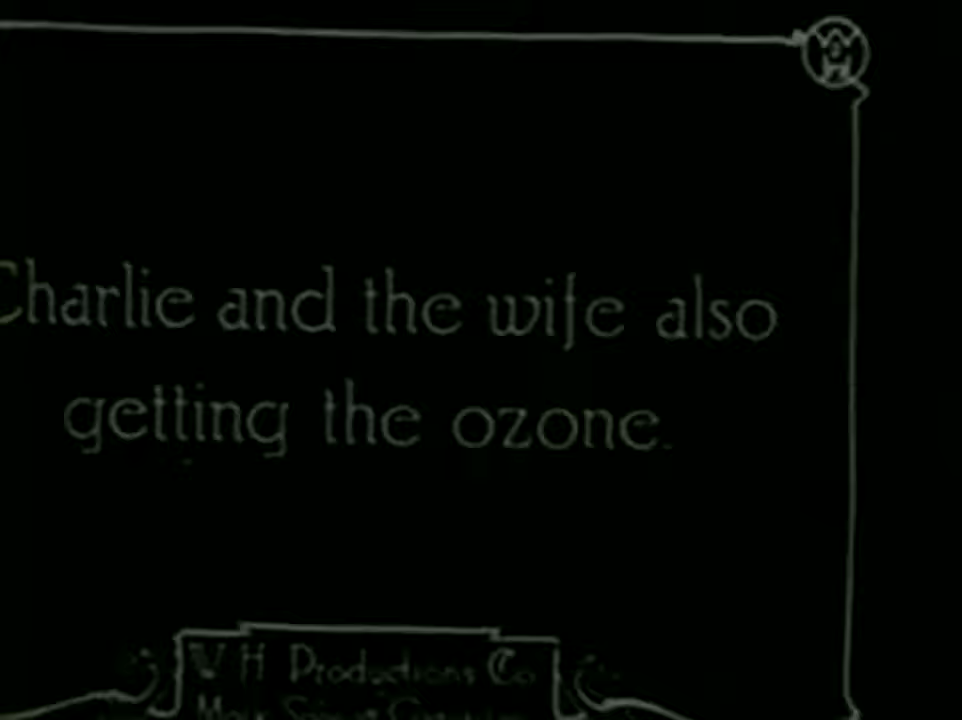 Charlie and the wife also
getting the ozone.
W H Productions Co